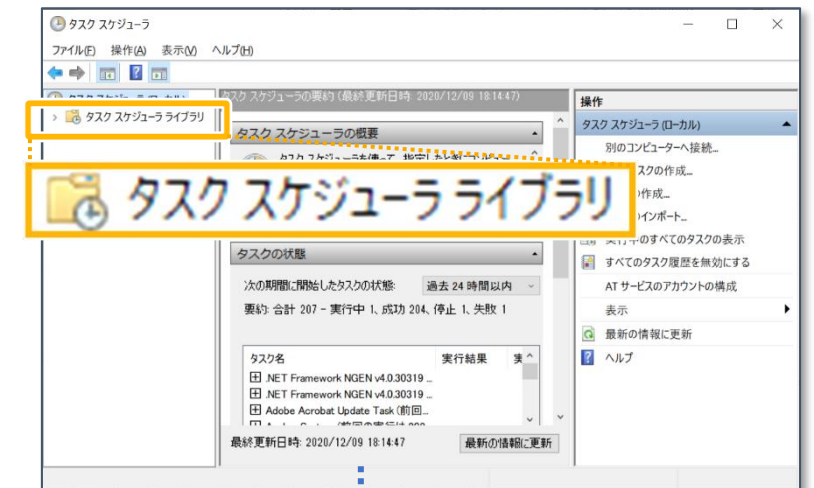 タスク スケジューラ
ファイル(F) 操作(A) 表示(V) ヘルプ(H)
タスク スケジューラ ライブラリ
タスク スケジューラの要約 (最終更新日時: 2020/12/09 18:14:47)
タスク スケジューラの概要
タスク スケジューラ ライブラリ
タスクの状態
次の期間に開始したタスクの状態: 過去 24 時間以内
要約: 合計 207 - 実行中 1、成功 204、停止 1、失敗 1
タスク名 実行結果
.NET Framework NGEN v4.0.30319 ...
.NET Framework NGEN v4.0.30319 ...
Adobe Acrobat Update Task (前回...
最終更新日時: 2020/12/09 18:14:47 最新の情報に更新
操作
タスク スケジューラ (ローカル)
別のコンピューターへ接続...
スクの作成...
作成...
インポート...
実行中のすべてのタスクの表示
すべてのタスク履歴を無効にする
AT サービスのアカウントの構成
表示
最新の情報に更新
ヘルプ